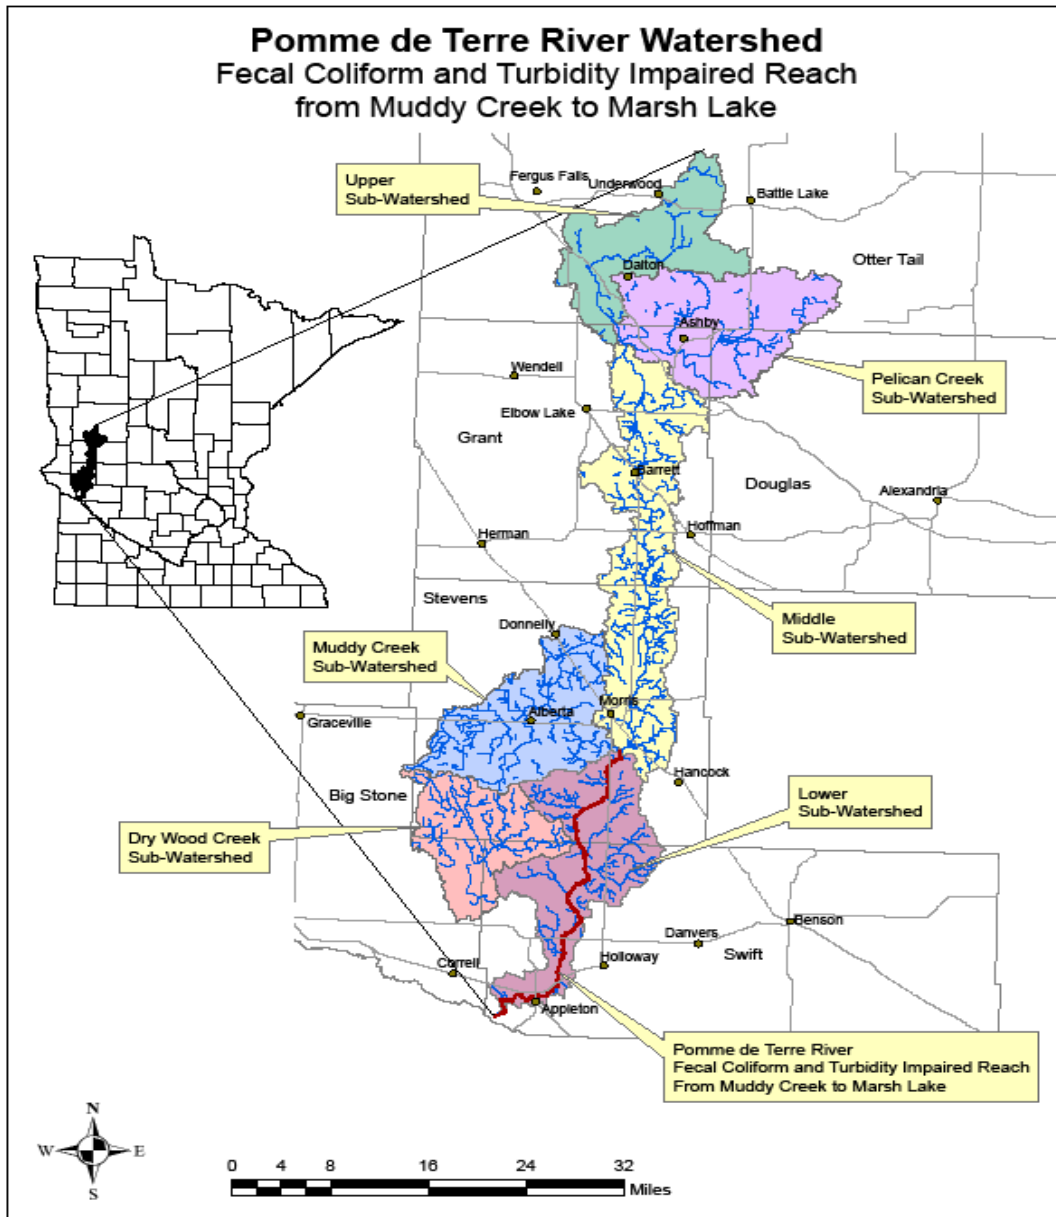 Pomme de Terre River Watershed
Fecal Coliform and Turbidity Impaired Reach
from Muddy Creek to Marsh Lake
Upper
Sub-Watershed
Fergus Falls
Underwood
Battle Lake
Otter Tail
Dalton
Ashby
Pelican Creek
Sub-Watershed
Wendell
Elbow Lake
Grant
Barrett
Douglas
Alexandria
Herman
Hoffman
Stevens
Donnelly
Middle
Sub-Watershed
Muddy Creek
Sub-Watershed
Graceville
Alberta
Morris
Hancock
Big Stone
Lower
Sub-Watershed
Dry Wood Creek
Sub-Watershed
Benson
Danvers
Swift
Correll
Holloway
Appleton
Pomme de Terre River
Fecal Coliform and Turbidity Impaired Reach
From Muddy Creek to Marsh Lake
N
W E
S
0 4 8 16 24 32
Miles